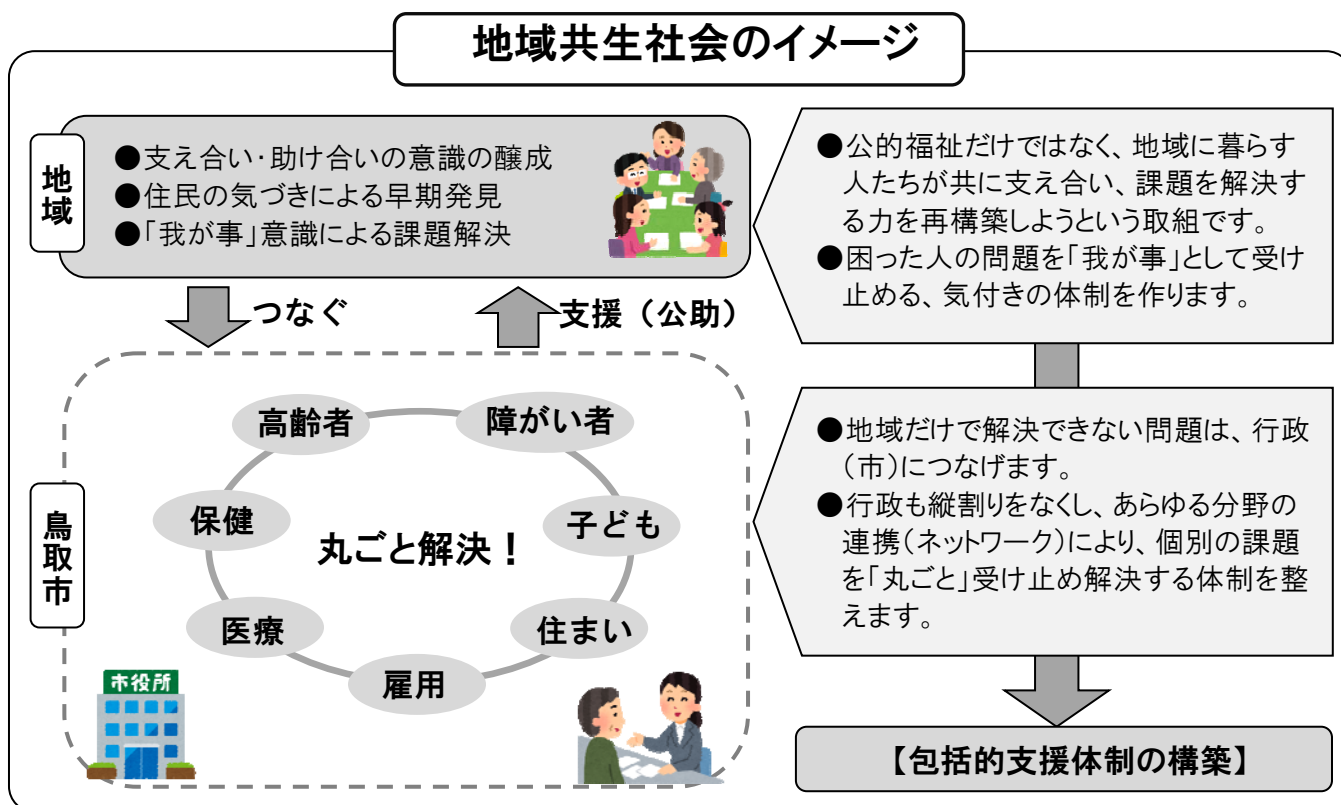 地域共生社会のイメージ
地域
●支え合い・助け合いの意識の醸成
●住民の気づきによる早期発見
●「我が事」意識による課題解決
●公的福祉だけではなく、地域に暮らす
人たちが共に支え合い、課題を解決す
る力を再構築しようという取組です。
●困った人の問題を「我が事」として受け
止める、気付きの体制を作ります。
つなぐ
支援（公助）
鳥取市
高齢者
障がい者
保健
子ども
丸ごと解決！
医療
住まい
雇用
市役所
●地域だけで解決できない問題は、行政
（市）につなげます。
●行政も縦割りをなくし、あらゆる分野の
連携（ネットワーク）により、個別の課題
を「丸ごと」受け止め解決する体制を整
えます。
【包括的支援体制の構築】